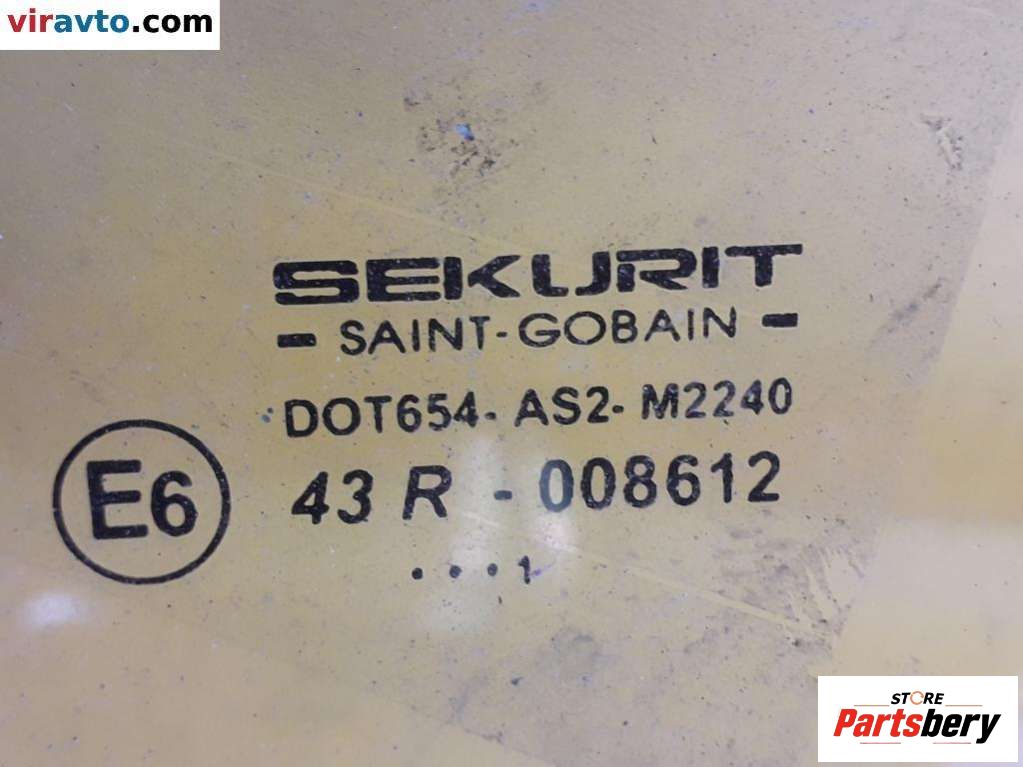 viravto.com
SEKURIT
- SAINT-GOBAIN -
DOT654- AS2- M2240
E6
43 R - 008612
...1
STORE
Partsbery